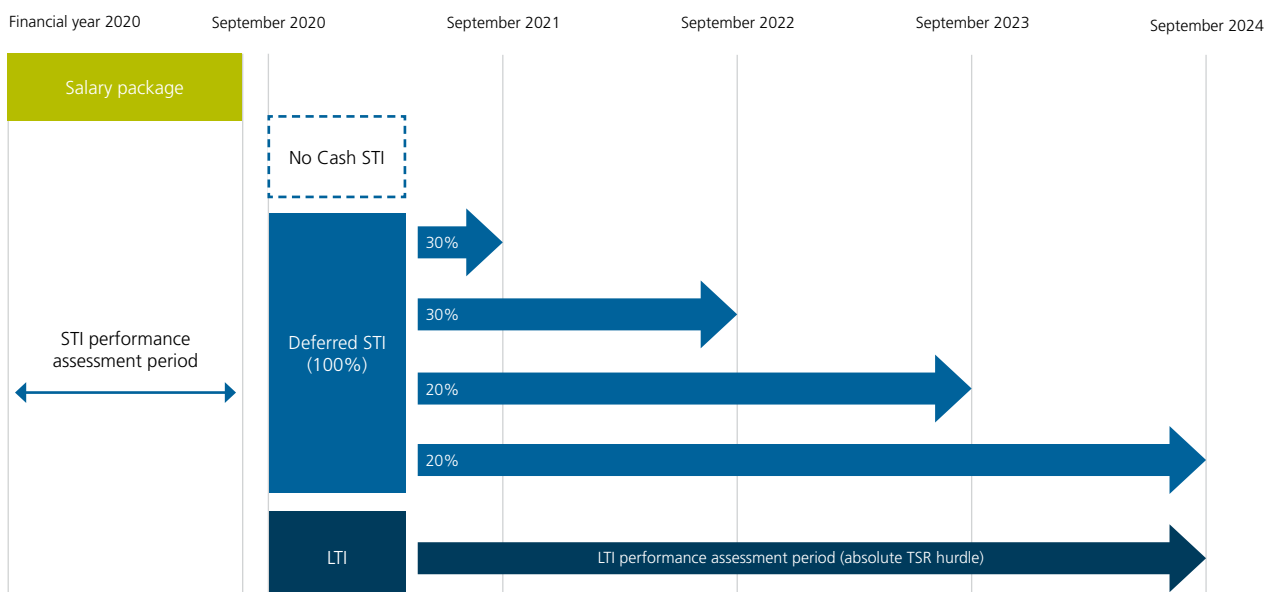 Financial year 2020
September 2020
September 2021
September 2022
September 2023
September 2024
Salary package
No Cash STI
30%
30%
STI performance
assessment period
Deferred STI
(100%)
20%
20%
LTI
LTI performance assessment period (absolute TSR hurdle)